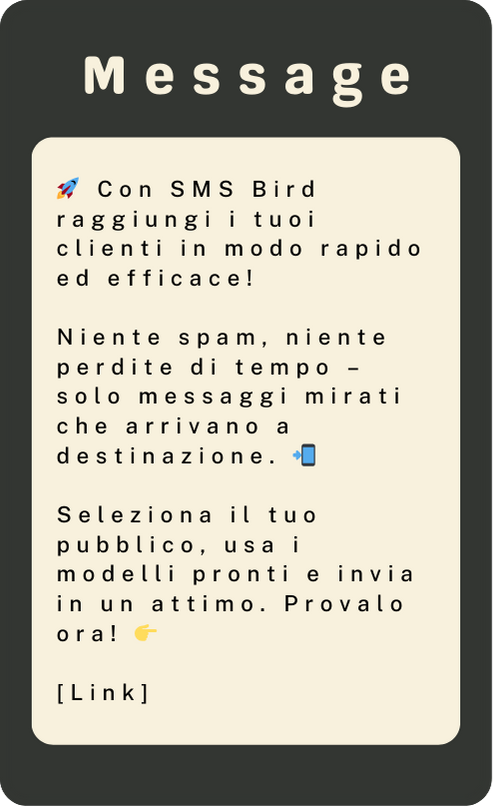 Message
🚀 Con SMS Bird
raggiungi i tuoi
clienti in modo rapido
ed efficace!
Niente spam, niente
perdite di tempo –
solo messaggi mirati
che arrivano a
destinazione. 📲
Seleziona il tuo
pubblico, usa i
modelli pronti e invia
in un attimo. Provalo
ora! 👉
[Link]